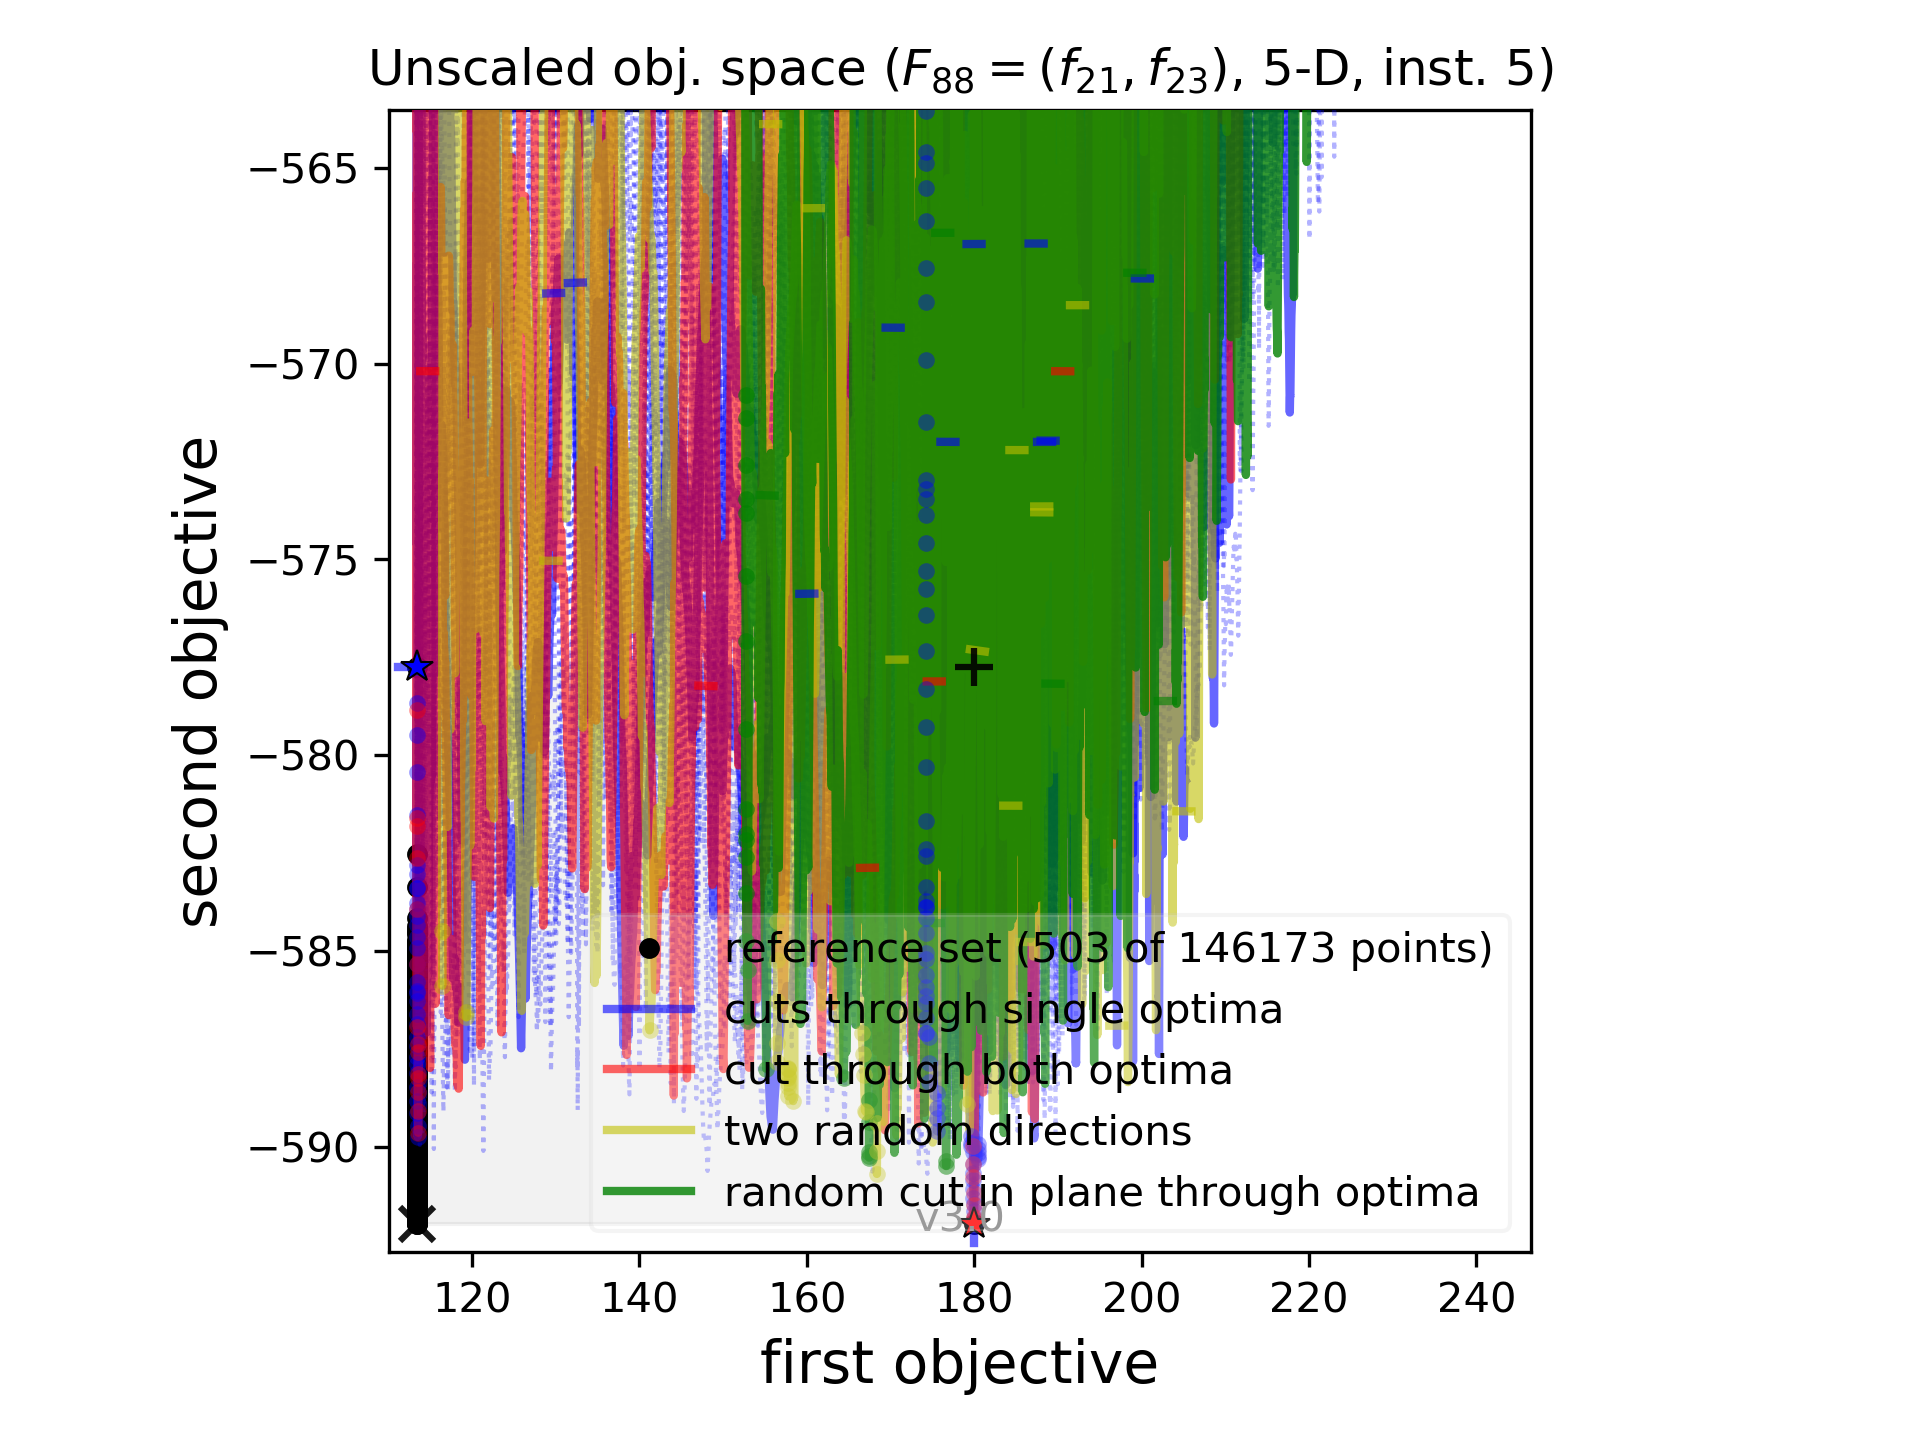 Unscaled obj. space (F₈₈ = (f₂₁, f₂₃), 5-D, inst. 5)
−565
−570
−575
−580
−585
−590
second objective
reference set (503 of 146173 points)
cuts through single optima
cut through both optima
two random directions
random cut in plane through optima
120 140 160 180 200 220 240
first objective